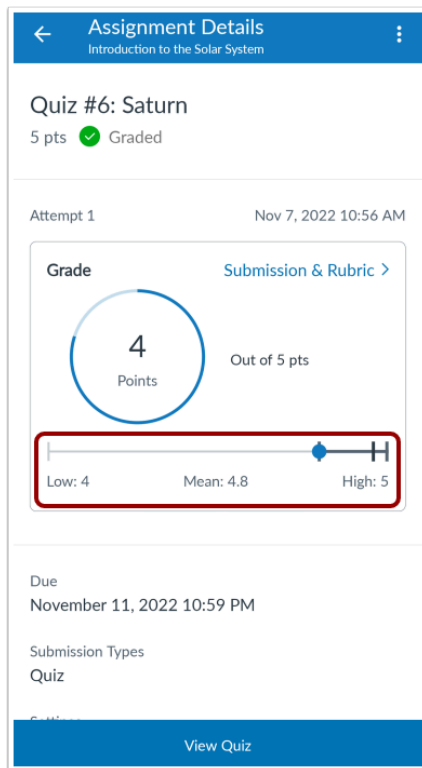 Assignment Details
Introduction to the Solar System
Quiz #6: Saturn
5 pts Graded
Attempt 1 Nov 7, 2022 10:56 AM
Grade Submission & Rubric >
4
Points
Out of 5 pts
Low: 4 Mean: 4.8 High: 5
Due
November 11, 2022 10:59 PM
Submission Types
Quiz
View Quiz